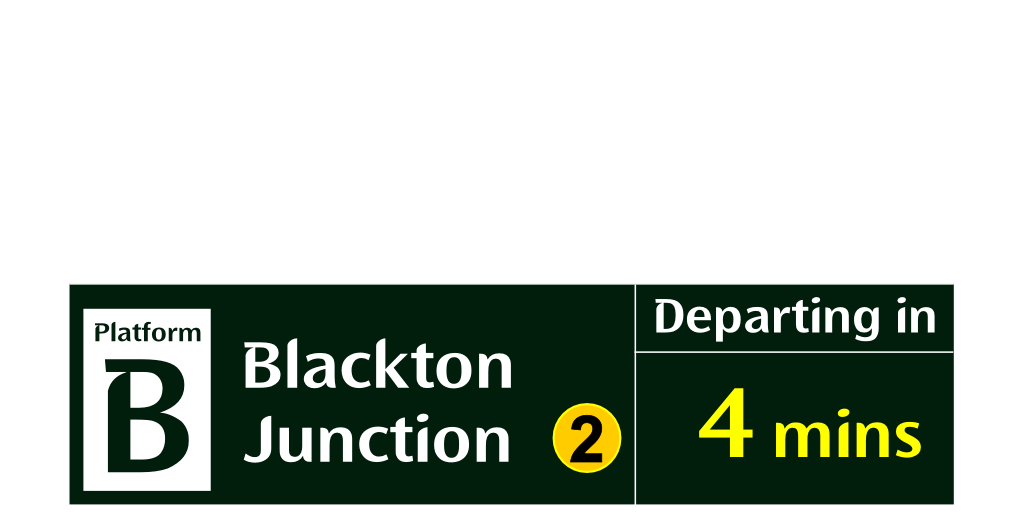 Platform
B
Blackton
Junction
2
Departing in
4 mins